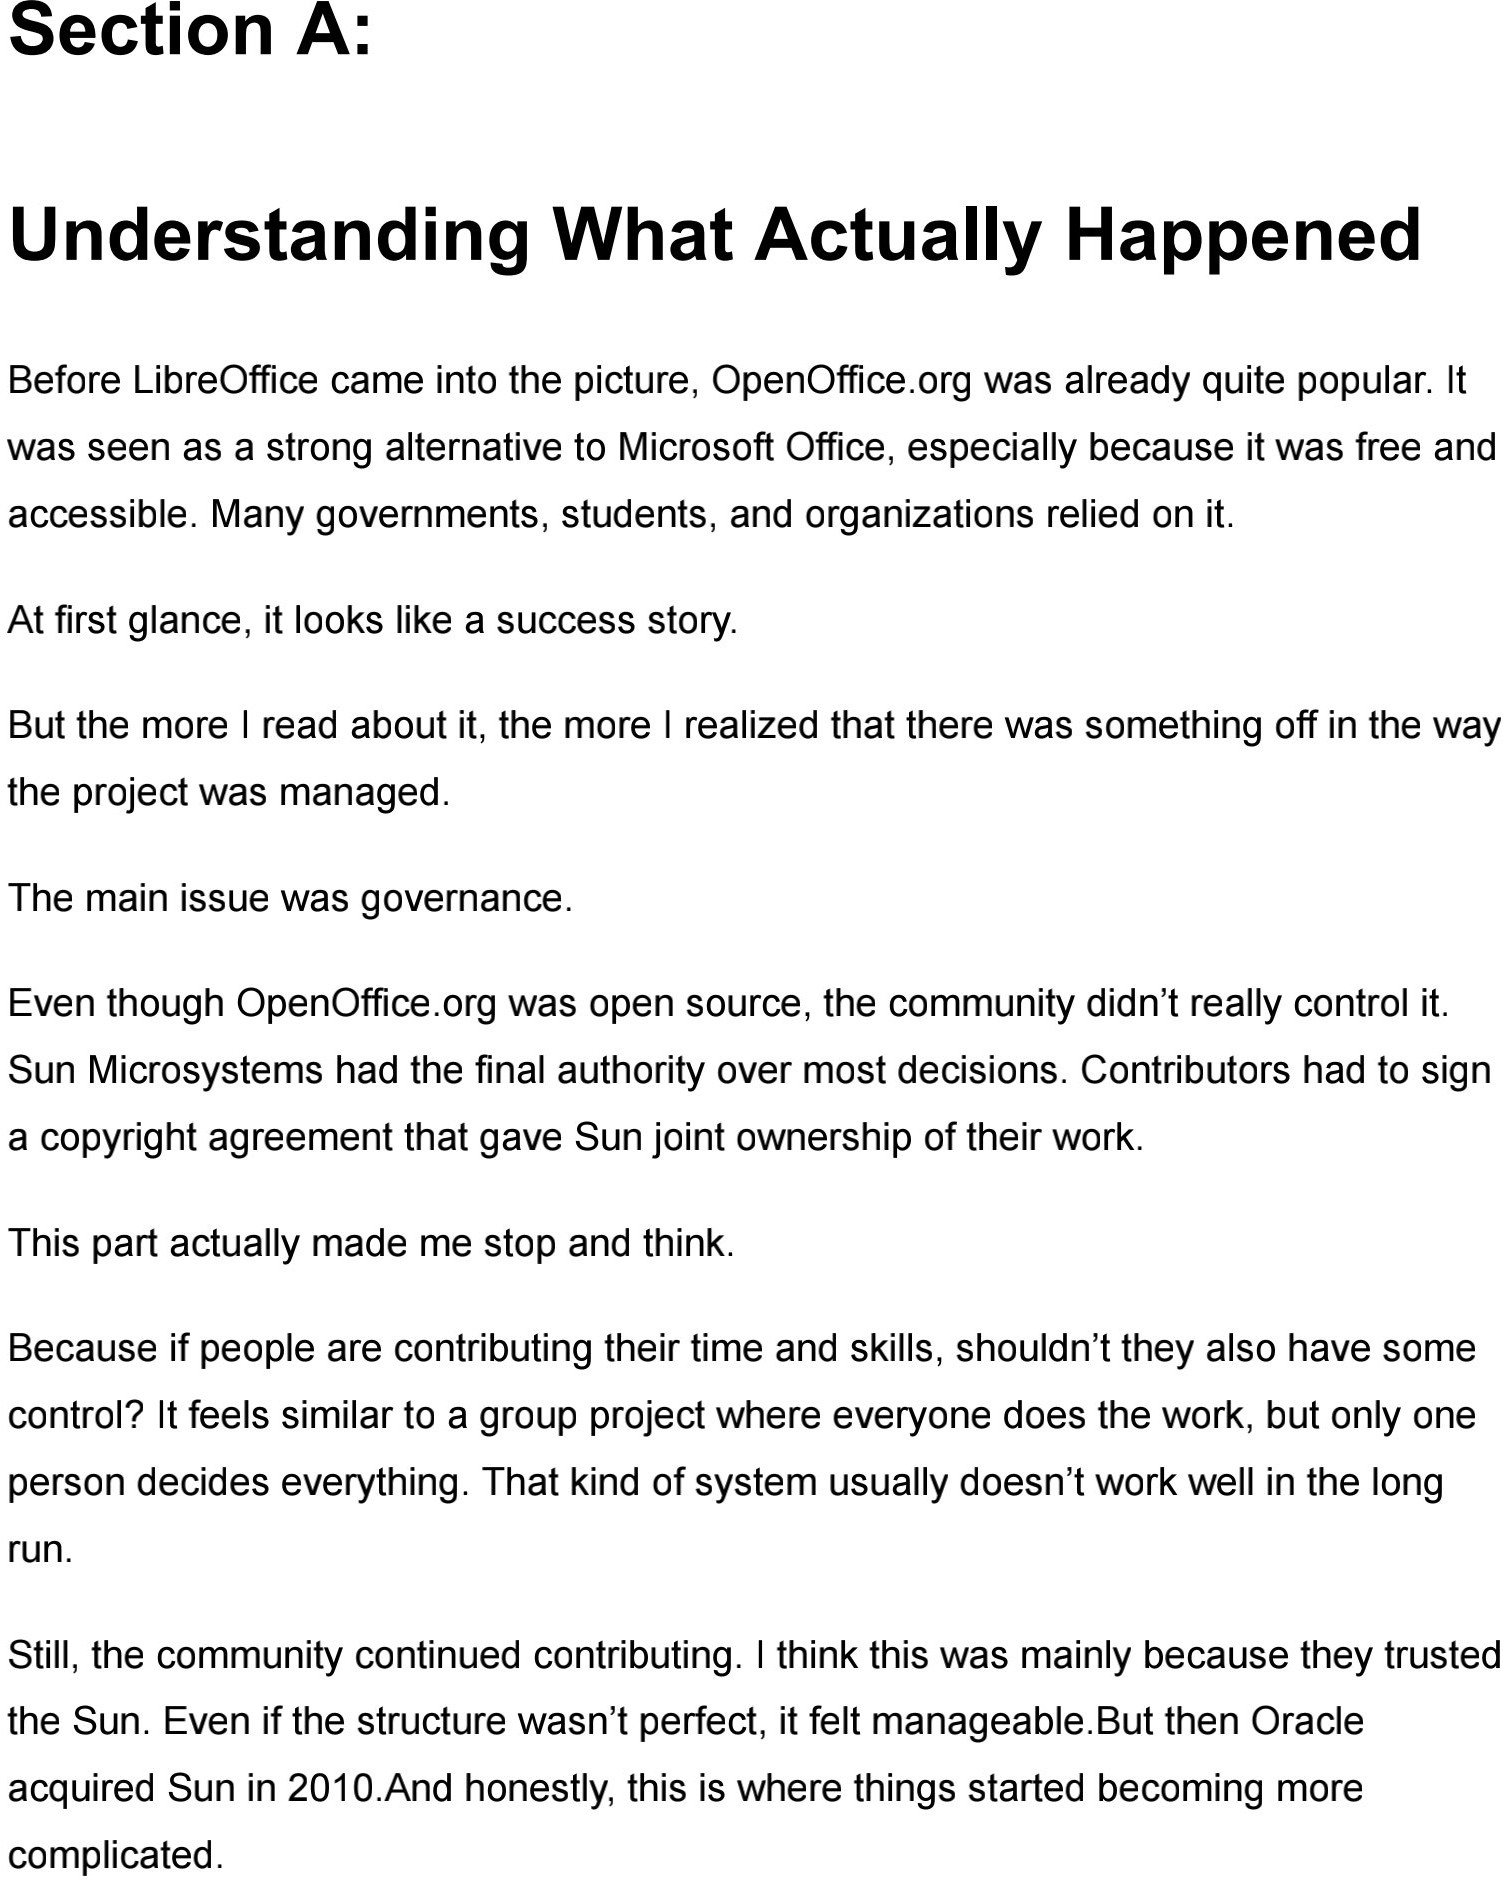 Section A:
Understanding What Actually Happened
Before LibreOffice came into the picture, OpenOffice.org was already quite popular. It
was seen as a strong alternative to Microsoft Office, especially because it was free and
accessible. Many governments, students, and organizations relied on it.
At first glance, it looks like a success story.
But the more I read about it, the more I realized that there was something off in the way
the project was managed.
The main issue was governance.
Even though OpenOffice.org was open source, the community didn’t really control it.
Sun Microsystems had the final authority over most decisions. Contributors had to sign
a copyright agreement that gave Sun joint ownership of their work.
This part actually made me stop and think.
Because if people are contributing their time and skills, shouldn’t they also have some
control? It feels similar to a group project where everyone does the work, but only one
person decides everything. That kind of system usually doesn’t work well in the long
run.
Still, the community continued contributing. I think this was mainly because they trusted
the Sun. Even if the structure wasn’t perfect, it felt manageable.But then Oracle
acquired Sun in 2010.And honestly, this is where things started becoming more
complicated.